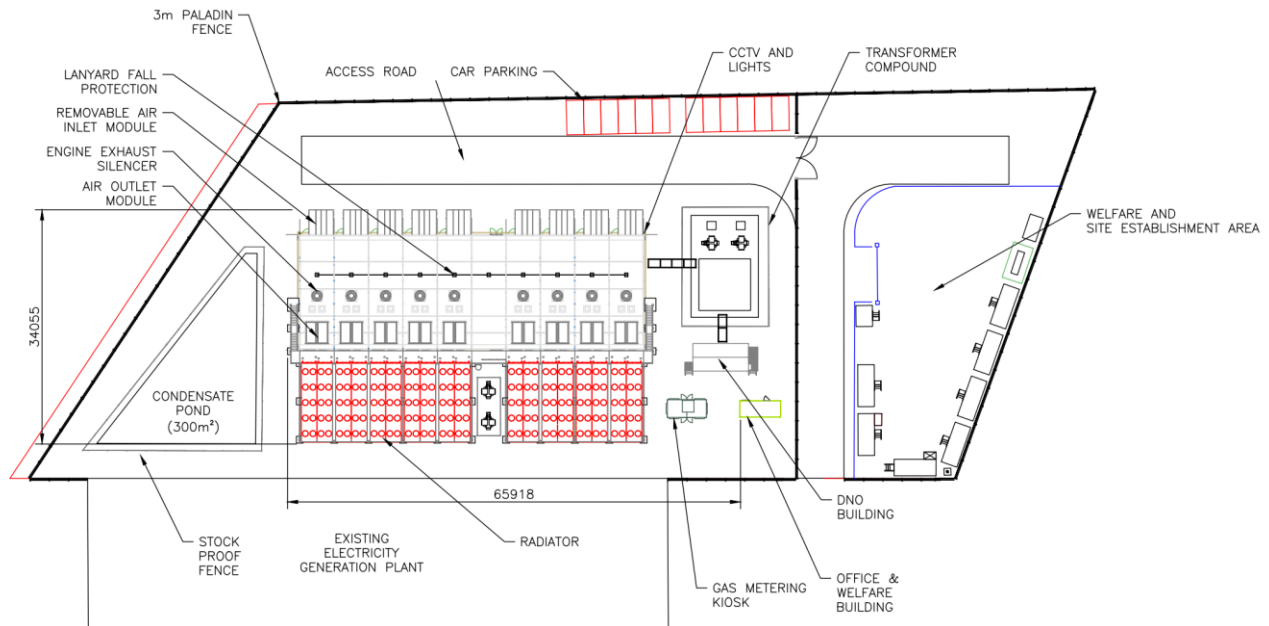 3m PALADIN
FENCE
LANYARD FALL
PROTECTION
REMOVABLE AIR
INLET MODULE
ENGINE EXHAUST
SILENCER
AIR OUTLET
MODULE
ACCESS ROAD
CAR PARKING
CCTV AND
LIGHTS
TRANSFORMER
COMPOUND
WELFARE AND
SITE ESTABLISHMENT AREA
34055
CONDENSATE
POND
(300m²)
65918
STOCK
PROOF
FENCE
EXISTING
ELECTRICITY
GENERATION PLANT
RADIATOR
GAS METERING
KIOSK
DNO
BUILDING
OFFICE &
WELFARE
BUILDING